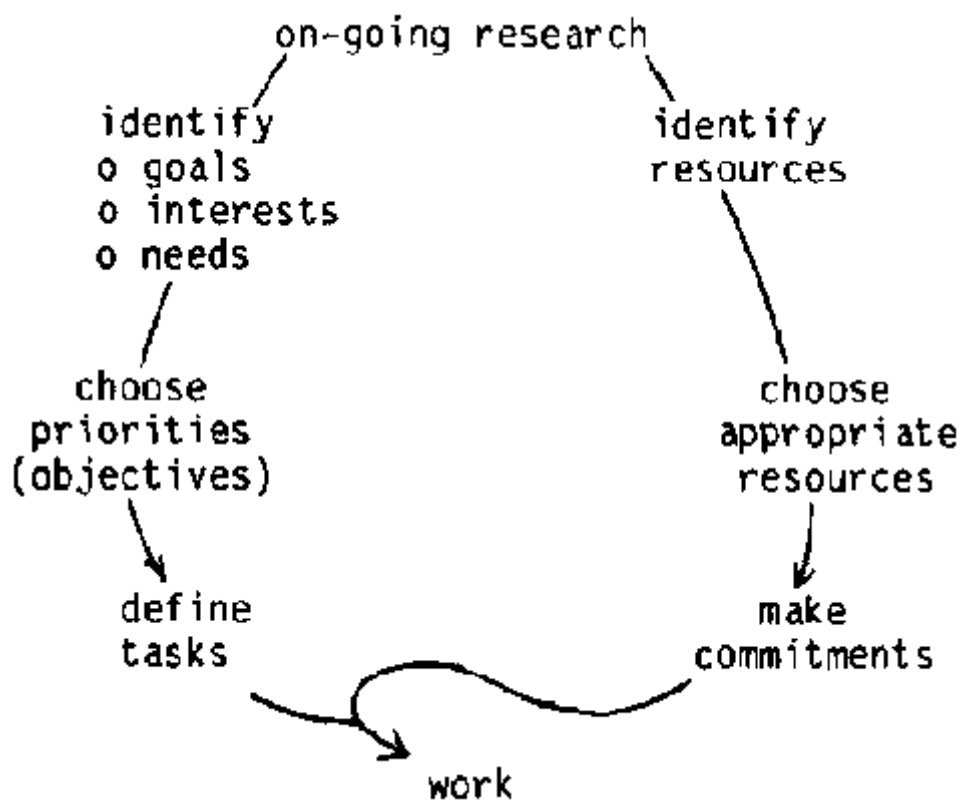 on-going research
identify
o goals
o interests
o needs
identify
resources
choose
priorities
(objectives)
choose
appropriate
resources
define
tasks
make
commitments
work